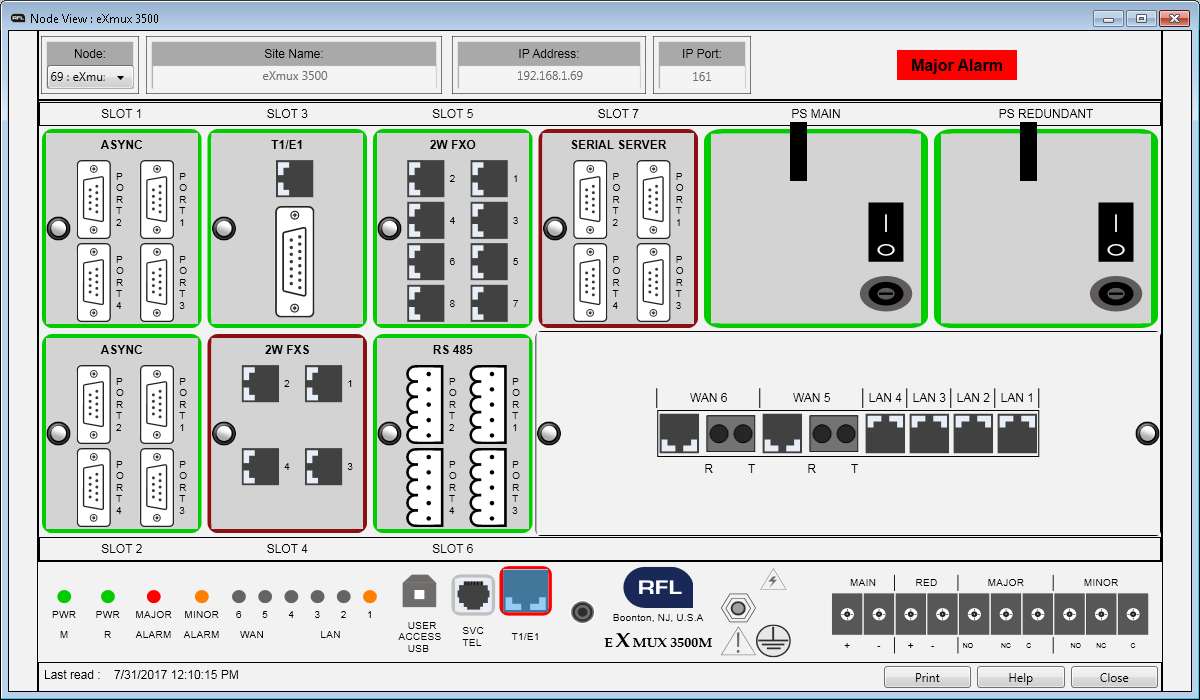 RFL Node View : eXmux 3500
Node: Site Name: IP Address: IP Port:
69 : eXmu: eXmux 3500 192.168.1.69 161
Major Alarm
SLOT 1 SLOT 3 SLOT 5 SLOT 7 PS MAIN PS REDUNDANT
ASYNC
PORT 2
PORT 1
PORT 4
PORT 3
T1/E1
2W FXO
2 1
4 3
6 5
8 7
SERIAL SERVER
PORT 2
PORT 1
PORT 4
PORT 3
ASYNC
PORT 2
PORT 1
PORT 4
PORT 3
2W FXS
2 1
4 3
RS 485
PORT 2
PORT 1
PORT 4
PORT 3
WAN 6 WAN 5 LAN 4 LAN 3 LAN 2 LAN 1
R T R T
SLOT 2 SLOT 4 SLOT 6
PWR PWR MAJOR MINOR 6 5 4 3 2 1
M R ALARM ALARM WAN LAN
USER
ACCESS
USB
SVC
TEL
T1/E1
RFL
Boonton, NJ, U.S.A
eXMUX 3500M
MAIN RED MAJOR MINOR
+ - + - NO NC C NO NC C
Last read : 7/31/2017 12:10:15 PM
Print Help Close